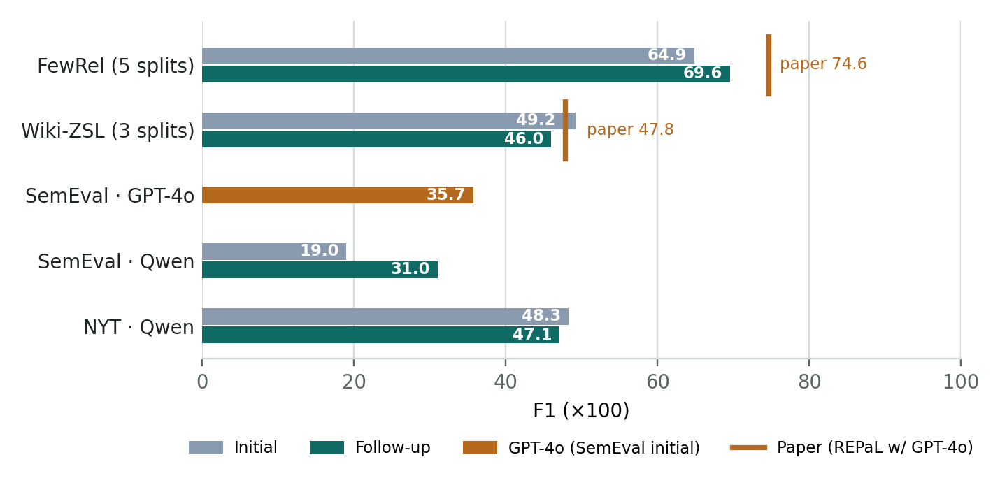 FewRel (5 splits)
64.9
69.6
paper 74.6
Wiki-ZSL (3 splits)
49.2
46.0
paper 47.8
SemEval · GPT-4o
35.7
SemEval · Qwen
19.0
31.0
NYT · Qwen
48.3
47.1
0 20 40 60 80 100
F1 (×100)
Initial Follow-up GPT-4o (SemEval initial) Paper (REPaL w/ GPT-4o)